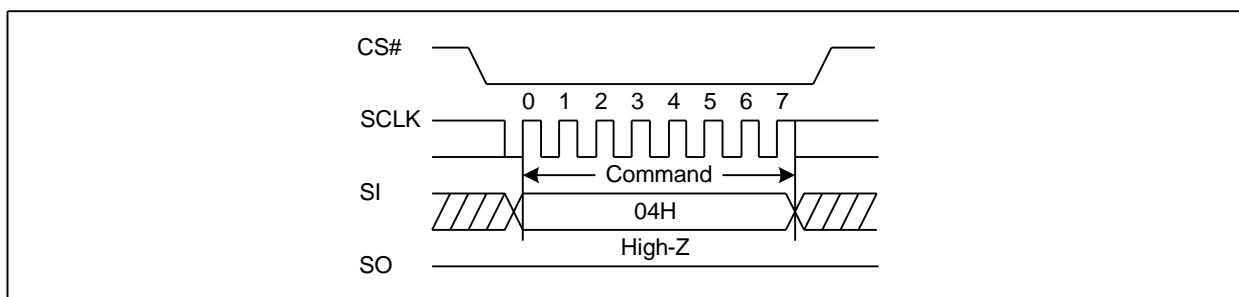 CS#
0 1 2 3 4 5 6 7
SCLK
Command
SI
04H
High-Z
SO